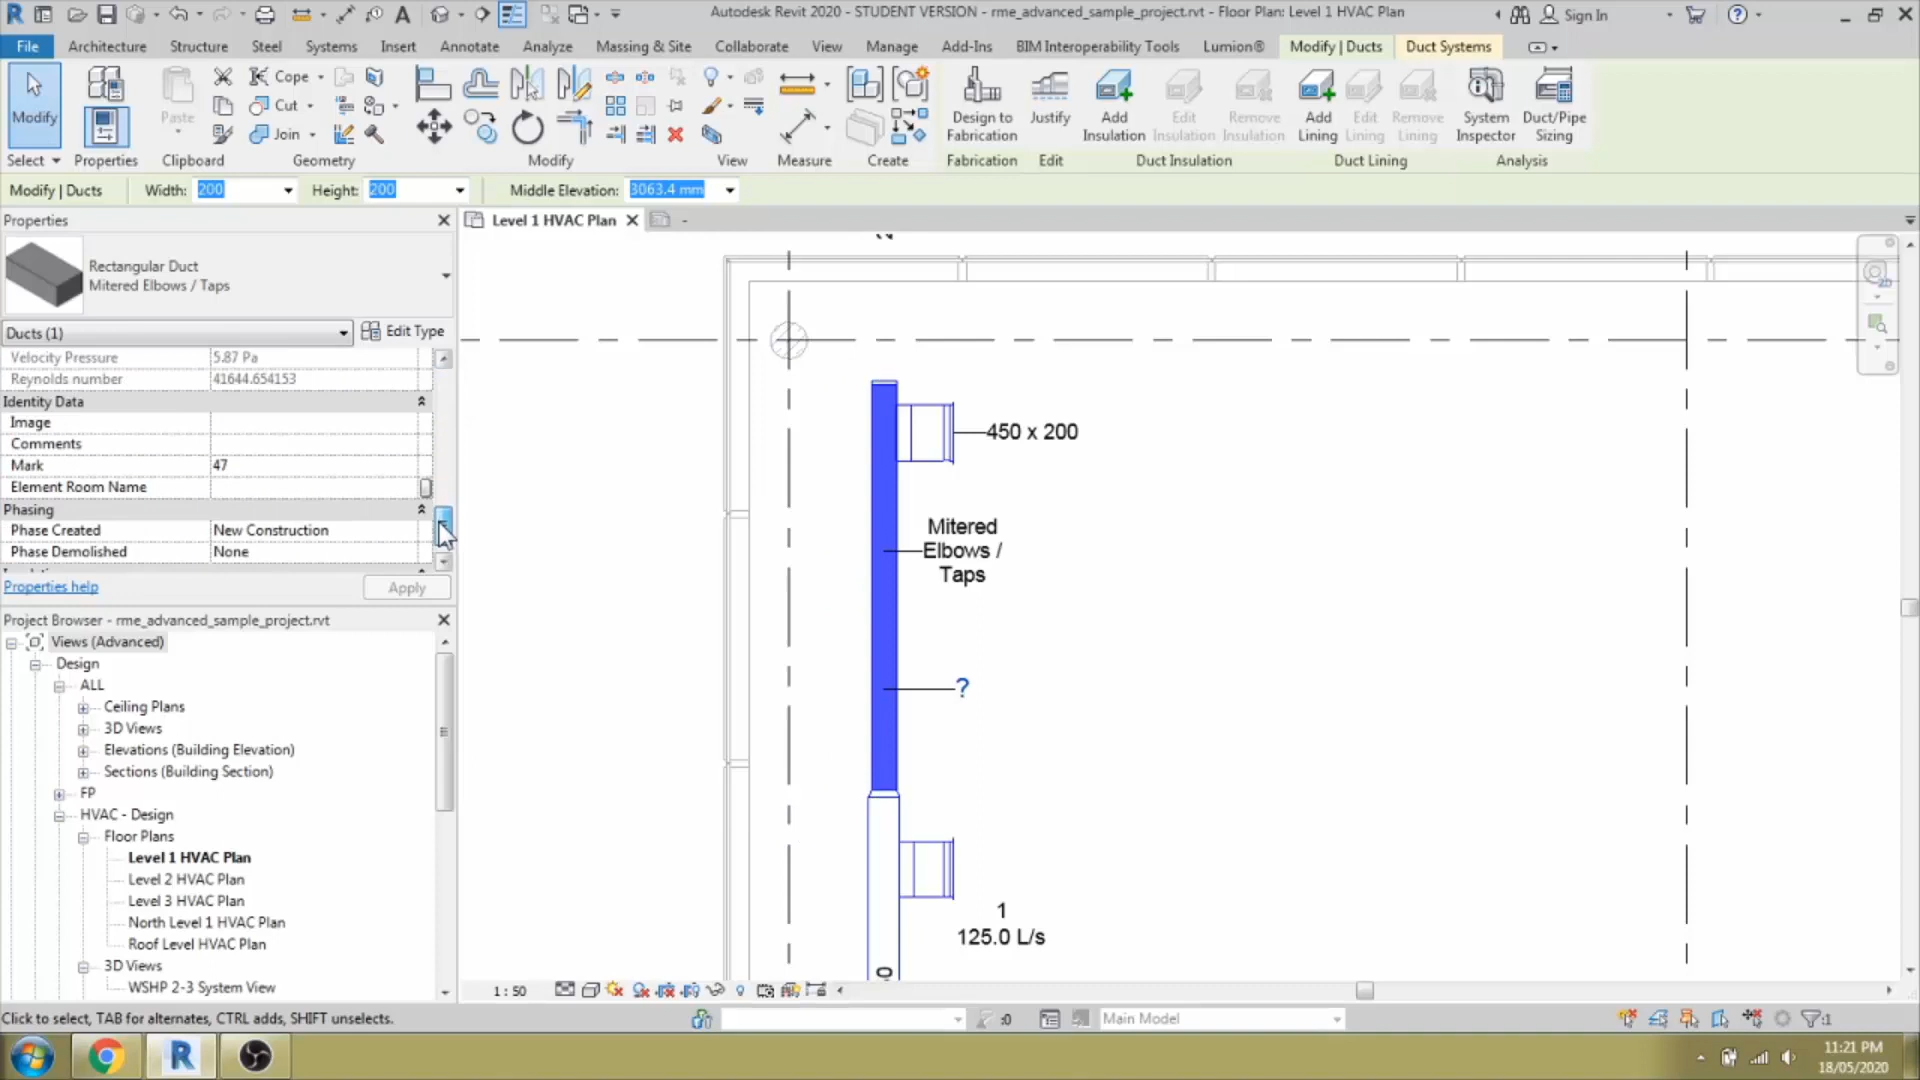 Autodesk Revit 2020 - STUDENT VERSION - rme_advanced_sample_project.rvt - Floor Plan: Level 1 HVAC Plan
Sign In
File Architecture Structure Steel Systems Insert Annotate Analyze Massing & Site Collaborate View Manage Add-Ins BIM Interoperability Tools Lumion® Modify | Ducts Duct Systems
Modify
Paste
Cope
Cut
Join
Design to Fabrication
Justify
Add Insulation
Edit Insulation
Remove Insulation
Add Lining
Edit Lining
Remove Lining
System Inspector
Duct/Pipe Sizing
Select Properties Clipboard Geometry Modify View Measure Create Fabrication Edit Duct Insulation Duct Lining Analysis
Modify | Ducts Width: 200 Height: 200 Middle Elevation: 3063.4 mm
Properties
Rectangular Duct
Mitered Elbows / Taps
Ducts (1) Edit Type
Velocity Pressure 5.87 Pa
Reynolds number 41644.654153
Identity Data
Image
Comments
Mark 47
Element Room Name
Phasing
Phase Created New Construction
Phase Demolished None
Properties help Apply
Project Browser - rme_advanced_sample_project.rvt
Views (Advanced)
Design
ALL
Ceiling Plans
3D Views
Elevations (Building Elevation)
Sections (Building Section)
FP
HVAC - Design
Floor Plans
Level 1 HVAC Plan
Level 2 HVAC Plan
Level 3 HVAC Plan
North Level 1 HVAC Plan
Roof Level HVAC Plan
3D Views
WSHP 2-3 System View
Level 1 HVAC Plan
450 x 200
Mitered
Elbows /
Taps
?
1
125.0 L/s
0
1 : 50
Click to select, TAB for alternates, CTRL adds, SHIFT unselects.
:0
Main Model
:1
11:21 PM
18/05/2020